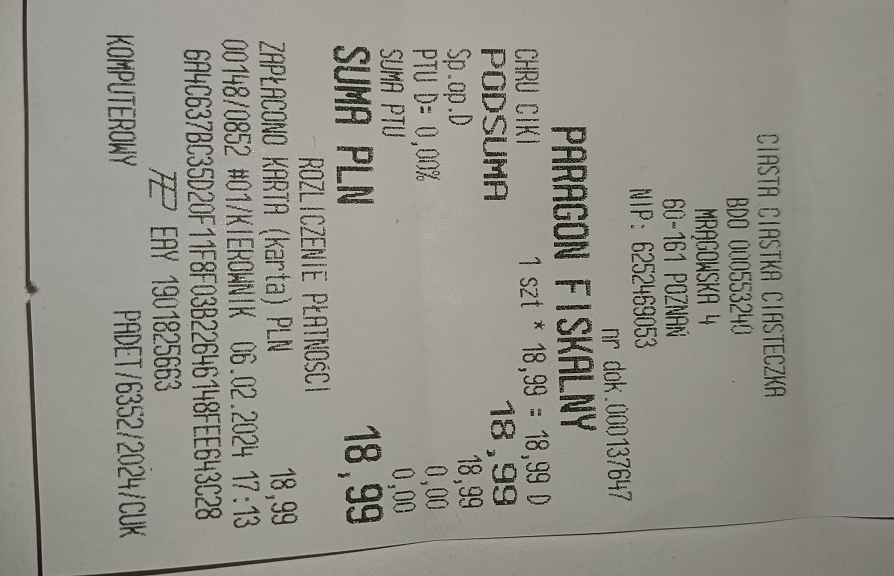 CIASTA CIASTKA CIASTECZKA
BDO 000553240
MRĄGOWSKA 4
60-161 POZNAŃ
NIP: 6252469053
nr dok.000137647
PARAGON FISKALNY
CHRU CIKI 1 szt * 18,99 = 18,99 D
PODSUMA 18,99
Sp.op.D 18,99
PTU D= 0,00% 0,00
SUMA PTU 0,00
SUMA PLN 18,99
ROZLICZENIE PŁATNOŚCI
ZAPŁACONO KARTA (karta) PLN 18,99
00148/0852 #01/KIEROWNIK 06.02.2024 17:13
6A4C637BC35D20F11F8F03B22646148FEE643C28
EAY 1901825663
KOMPUTEROWY PADET/6352/2024/CUK